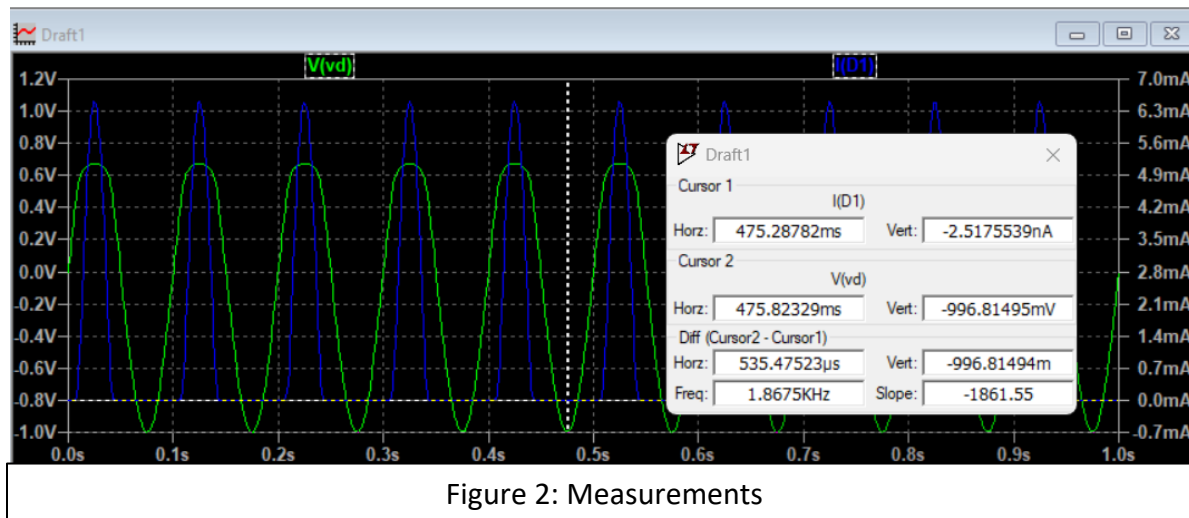 Draft1
V(vd)
I(D1)
1.2V
1.0V
0.8V
0.6V
0.4V
0.2V
0.0V
-0.2V
-0.4V
-0.6V
-0.8V
-1.0V
7.0mA
6.3mA
5.6mA
4.9mA
4.2mA
3.5mA
2.8mA
2.1mA
1.4mA
0.7mA
0.0mA
-0.7mA
0.0s 0.1s 0.2s 0.3s 0.4s 0.5s 0.6s 0.7s 0.8s 0.9s 1.0s
Draft1
Cursor 1
I(D1)
Horz: 475.28782ms Vert: -2.5175539nA
Cursor 2
V(vd)
Horz: 475.82329ms Vert: -996.81495mV
Diff (Cursor2 - Cursor1)
Horz: 535.47523µs Vert: -996.81494m
Freq: 1.8675KHz Slope: -1861.55
Figure 2: Measurements